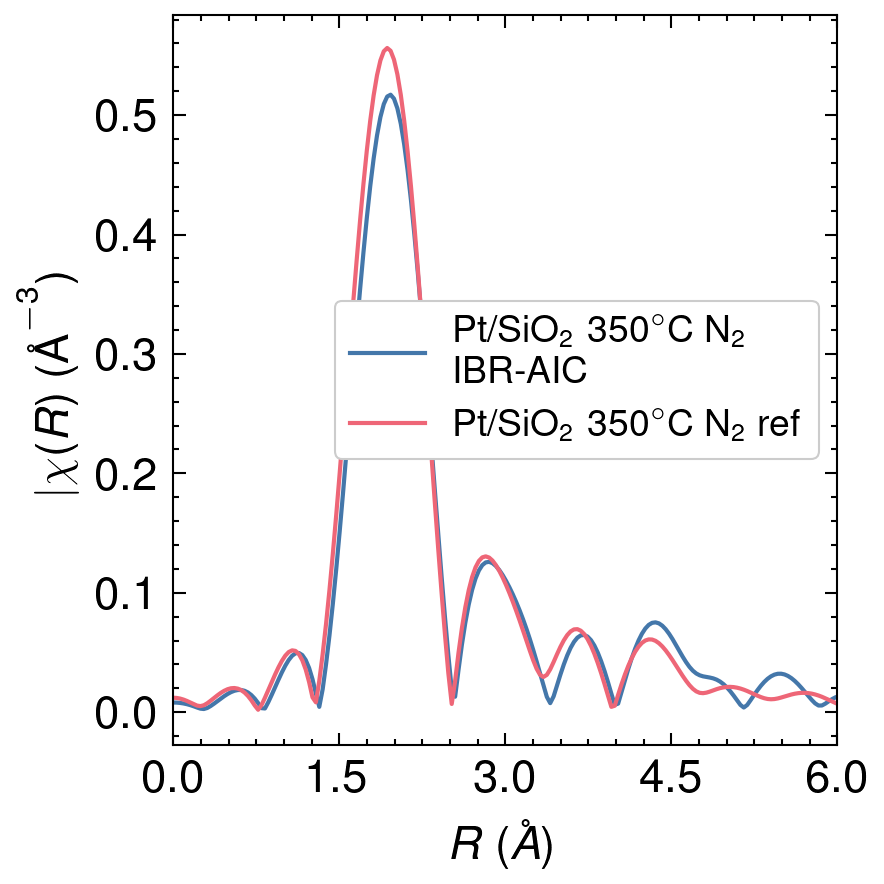 |χ(R) (Å⁻³)
0.5
0.4
0.3
0.2
0.1
0.0
Pt/SiO₂ 350°C N₂
IBR-AIC
Pt/SiO₂ 350°C N₂ ref
0.0 1.5 3.0 4.5 6.0
R (Å)